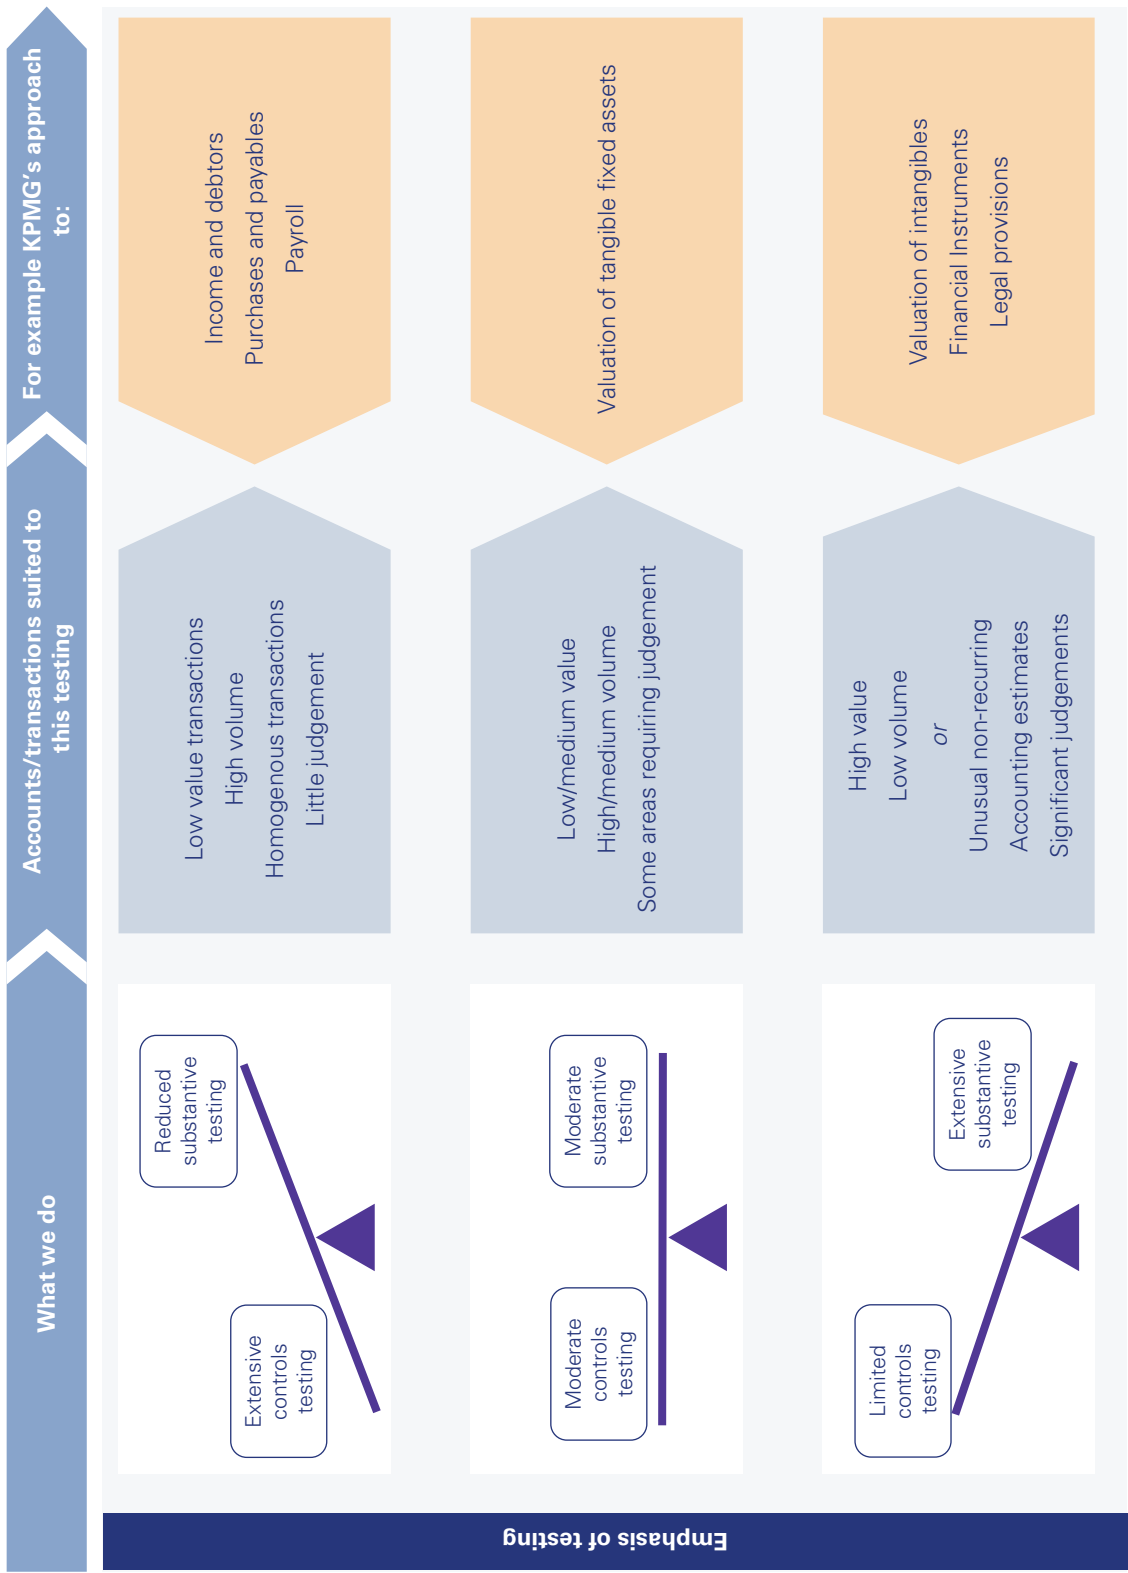 What we do
Accounts/transactions suited to
this testing
For example KPMG's approach
to:
Emphasis of testing
Extensive
controls
testing
Reduced
substantive
testing
Low value transactions
High volume
Homogenous transactions
Little judgement
Income and debtors
Purchases and payables
Payroll
Moderate
controls
testing
Moderate
substantive
testing
Low/medium value
High/medium volume
Some areas requiring judgement
Valuation of tangible fixed assets
Limited
controls
testing
Extensive
substantive
testing
High value
Low volume
or
Unusual non-recurring
Accounting estimates
Significant judgements
Valuation of intangibles
Financial Instruments
Legal provisions